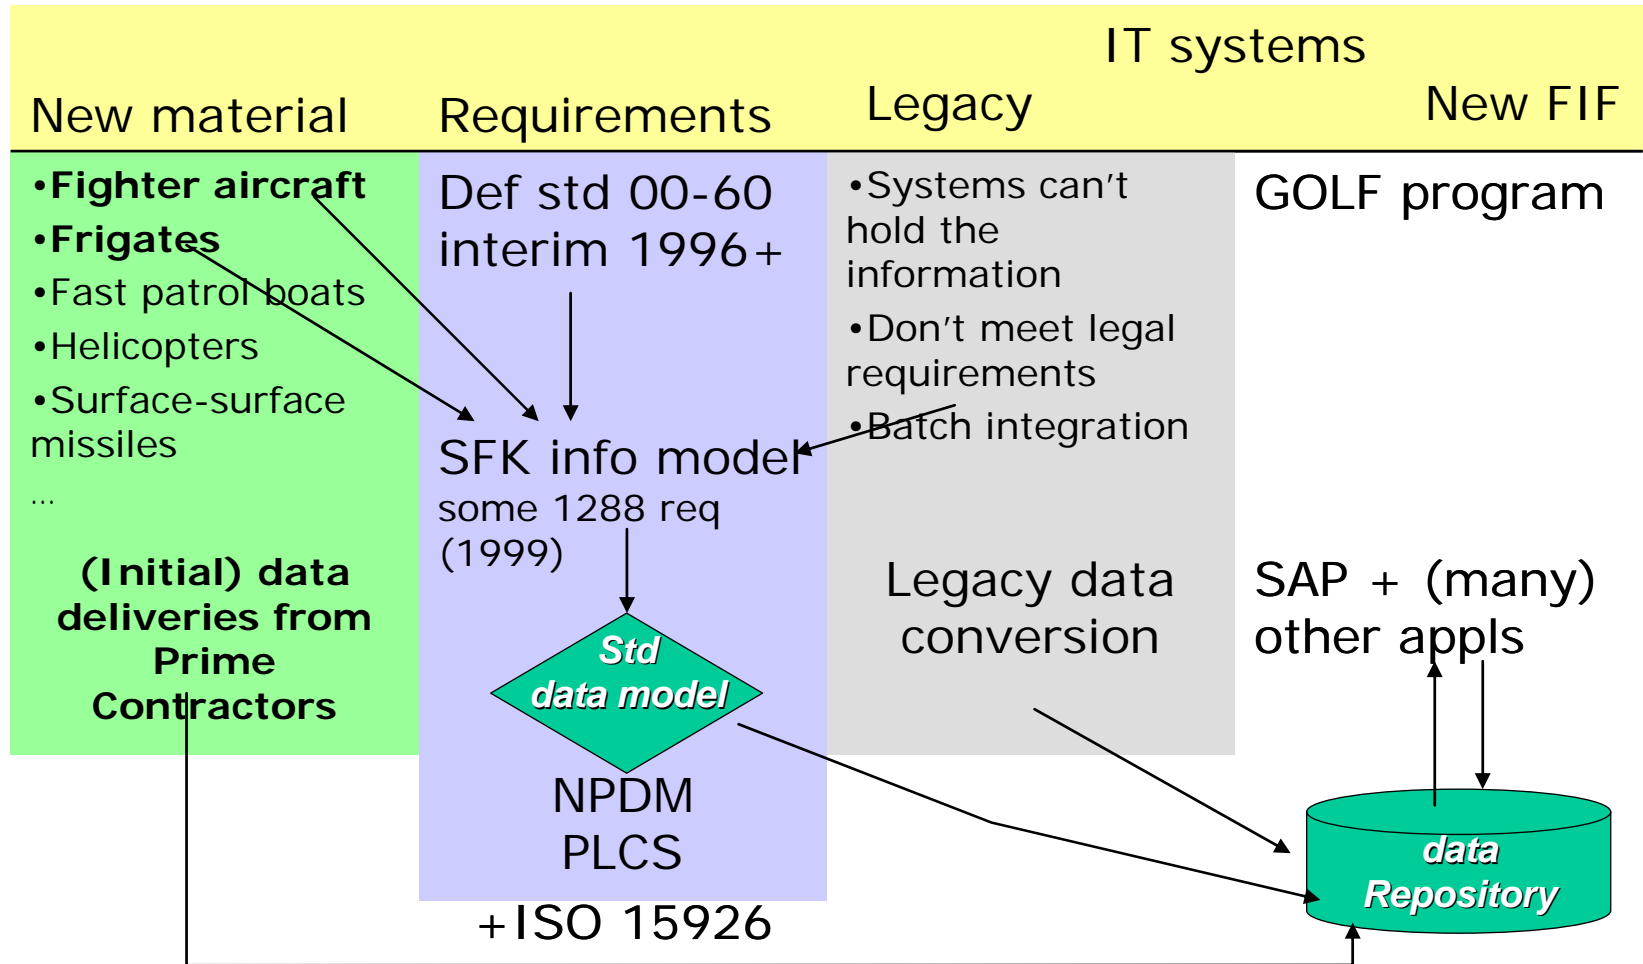 IT systems
New material
Requirements
Legacy
New FIF
•Fighter aircraft
•Frigates
•Fast patrol boats
•Helicopters
•Surface-surface
missiles
...
(Initial) data
deliveries from
Prime
Contractors
Def std 00-60
interim 1996+
SFK info model
some 1288 req
(1999)
Std
data model
NPDM
PLCS
+ISO 15926
•Systems can't
hold the
information
•Don't meet legal
requirements
•Batch integration
Legacy data
conversion
GOLF program
SAP + (many)
other appls
data
Repository